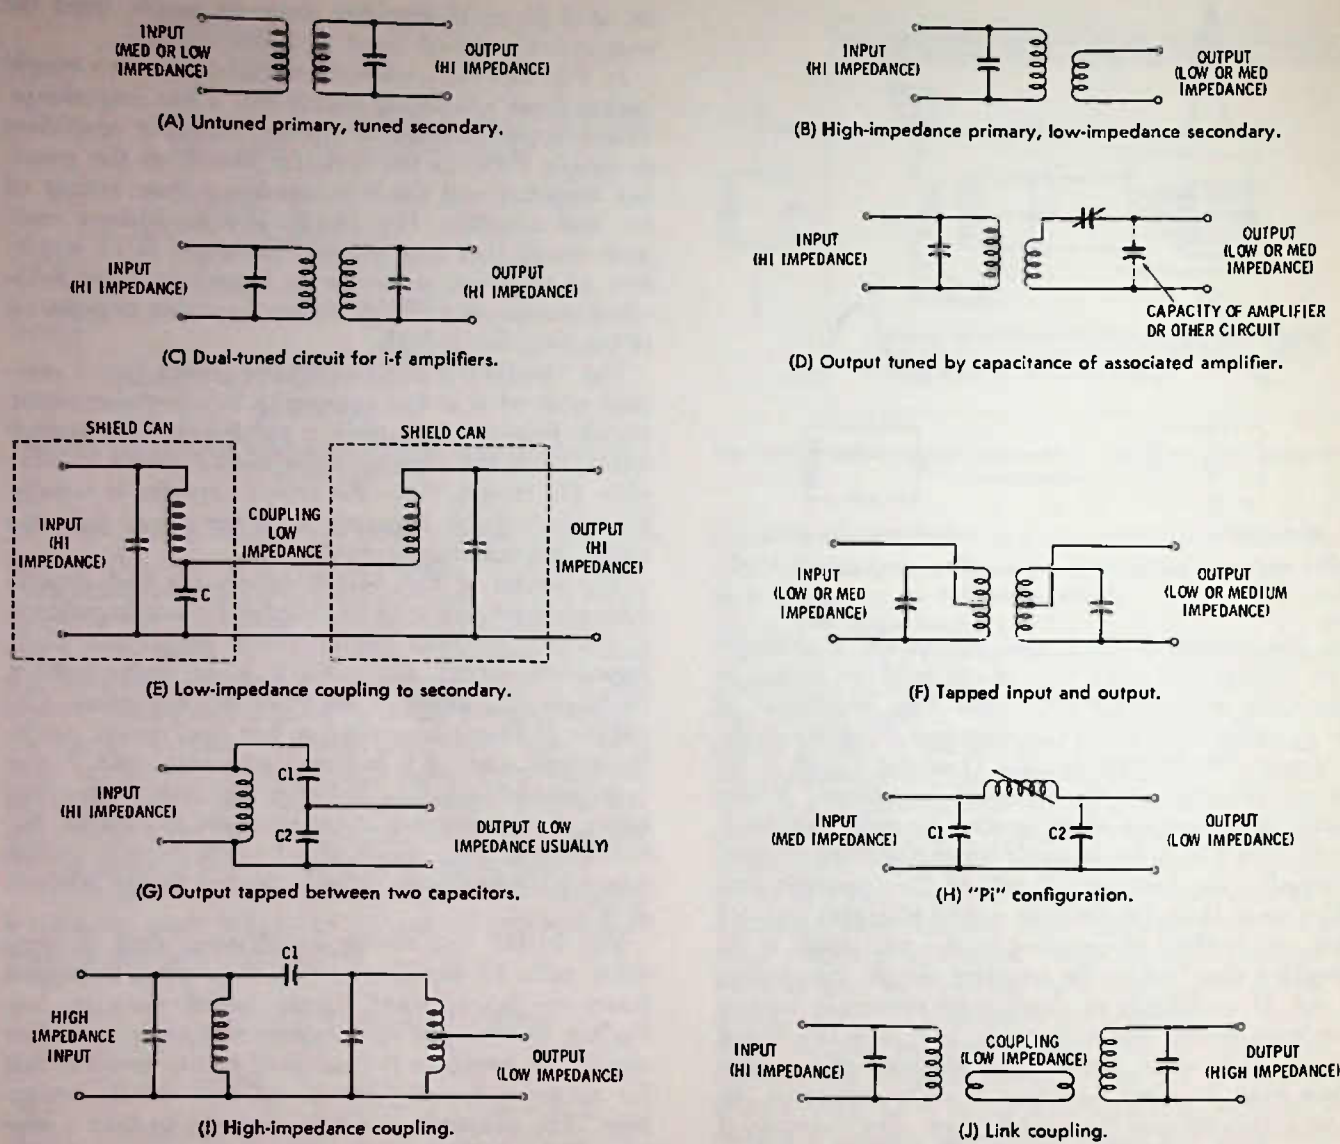 INPUT
(MED OR LOW
IMPEDANCE)
OUTPUT
(HI IMPEDANCE)
(A) Untuned primary, tuned secondary.
INPUT
(HI IMPEDANCE)
OUTPUT
(LOW OR MED
IMPEDANCE)
(B) High-impedance primary, low-impedance secondary.
INPUT
(HI IMPEDANCE)
OUTPUT
(HI IMPEDANCE)
(C) Dual-tuned circuit for i-f amplifiers.
INPUT
(HI IMPEDANCE)
OUTPUT
(LOW OR MED
IMPEDANCE)
CAPACITY OF AMPLIFIER
OR OTHER CIRCUIT
(D) Output tuned by capacitance of associated amplifier.
SHIELD CAN
SHIELD CAN
INPUT
(HI
IMPEDANCE)
COUPLING
LOW
IMPEDANCE
C
OUTPUT
(HI
IMPEDANCE)
(E) Low-impedance coupling to secondary.
INPUT
(LOW OR MED
IMPEDANCE)
OUTPUT
(LOW OR MEDIUM
IMPEDANCE)
(F) Tapped input and output.
INPUT
(HI IMPEDANCE)
C1
C2
OUTPUT (LOW
IMPEDANCE USUALLY)
(G) Output tapped between two capacitors.
INPUT
(MED IMPEDANCE)
C1
C2
OUTPUT
(LOW IMPEDANCE)
(H) "Pi" configuration.
C1
HIGH
IMPEDANCE
INPUT
OUTPUT
(LOW IMPEDANCE)
(I) High-impedance coupling.
INPUT
(HI IMPEDANCE)
COUPLING
(LOW IMPEDANCE)
OUTPUT
(HIGH IMPEDANCE)
(J) Link coupling.